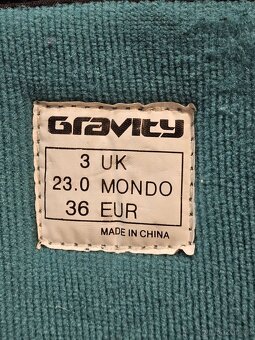 Gravity
3 UK
23.0 MONDO
36 EUR
MADE IN CHINA